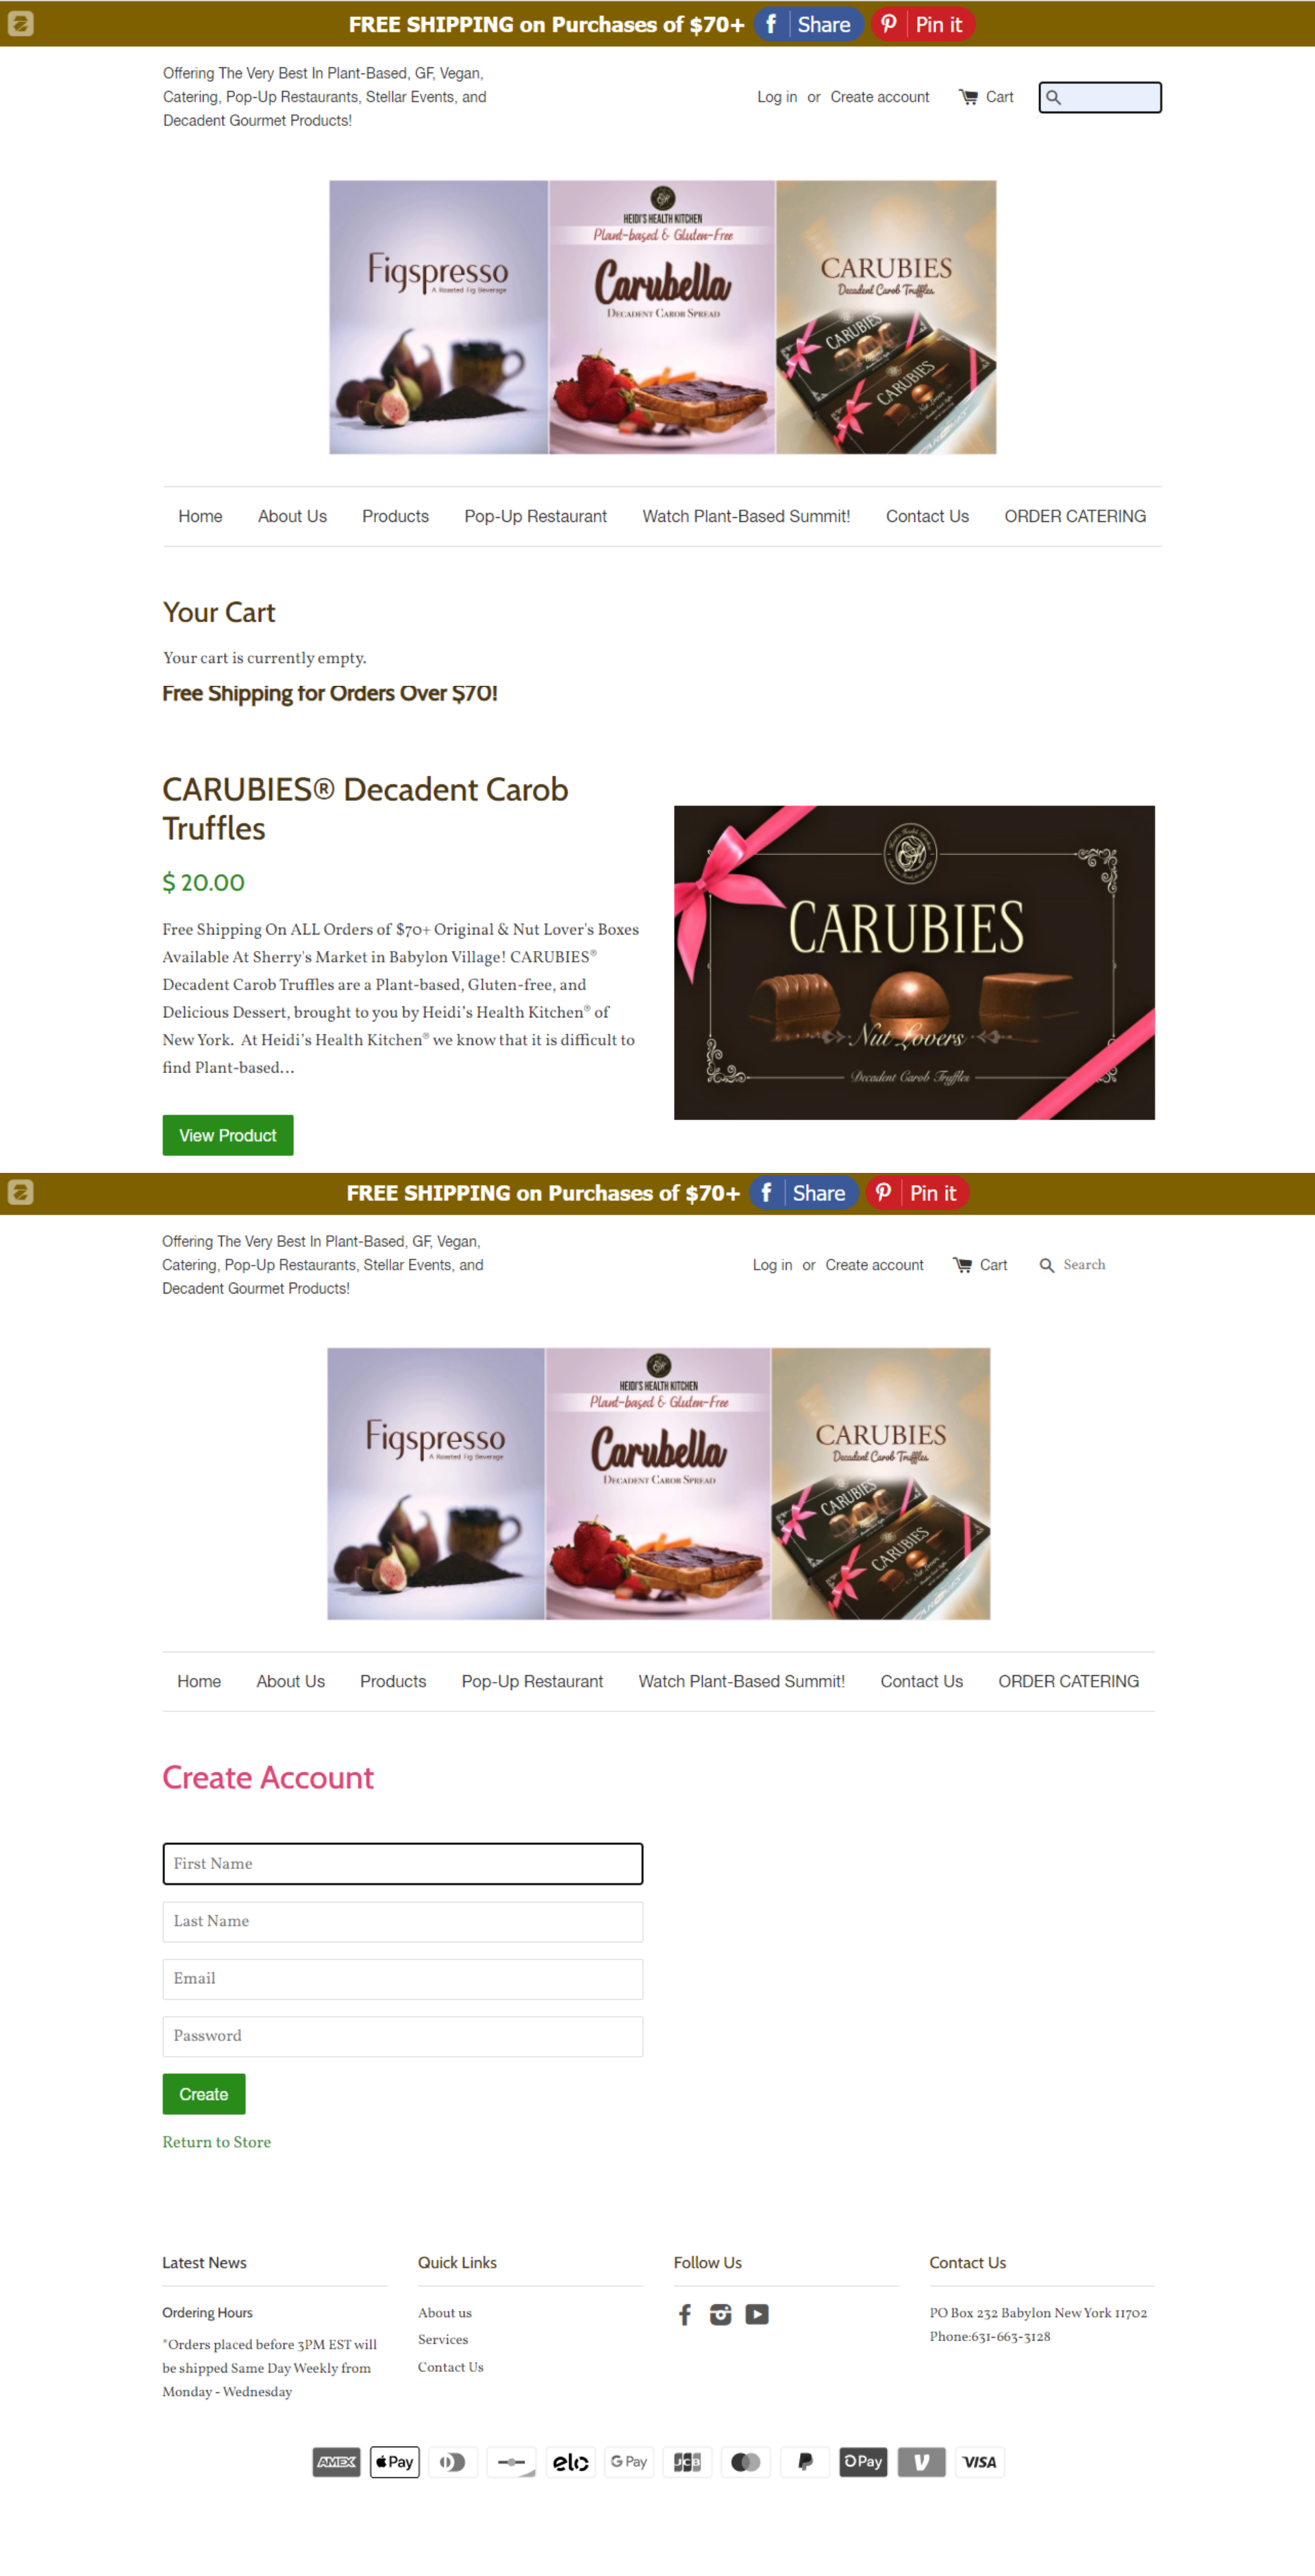 FREE SHIPPING on Purchases of $70+ Share Pin it
Offering The Very Best In Plant-Based, GF, Vegan,
Catering, Pop-Up Restaurants, Stellar Events, and
Decadent Gourmet Products!
Log in or Create account Cart
Figspresso
A Roasted Fig Beverage
HEIDI'S HEALTH KITCHEN
Plant-based & Gluten-Free
Carubella
DECADENT CAROB SPREAD
CARUBIES
Decadent Carob Truffles
CARUBIES
CARUBIES
Home About Us Products Pop-Up Restaurant Watch Plant-Based Summit! Contact Us ORDER CATERING
Your Cart
Your cart is currently empty.
Free Shipping for Orders Over $70!
CARUBIES® Decadent Carob
Truffles
$ 20.00
Free Shipping On ALL Orders of $70+ Original & Nut Lover's Boxes
Available At Sherry's Market in Babylon Village! CARUBIES®
Decadent Carob Truffles are a Plant-based, Gluten-free, and
Delicious Dessert, brought to you by Heidi's Health Kitchen® of
New York. At Heidi's Health Kitchen® we know that it is difficult to
find Plant-based...
View Product
CARUBIES
Nut Lovers
Decadent Carob Truffles
FREE SHIPPING on Purchases of $70+ Share Pin it
Offering The Very Best In Plant-Based, GF, Vegan,
Catering, Pop-Up Restaurants, Stellar Events, and
Decadent Gourmet Products!
Log in or Create account Cart Search
Figspresso
A Roasted Fig Beverage
HEIDI'S HEALTH KITCHEN
Plant-based & Gluten-Free
Carubella
DECADENT CAROB SPREAD
CARUBIES
Decadent Carob Truffles
CARUBIES
CARUBIES
Home About Us Products Pop-Up Restaurant Watch Plant-Based Summit! Contact Us ORDER CATERING
Create Account
First Name
Last Name
Email
Password
Create
Return to Store
Latest News
Ordering Hours
*Orders placed before 3PM EST will
be shipped Same Day Weekly from
Monday - Wednesday
Quick Links
About us
Services
Contact Us
Follow Us
Contact Us
PO Box 232 Babylon New York 11702
Phone:631-663-3128
AMEX Pay elo G Pay JCB Pay VISA